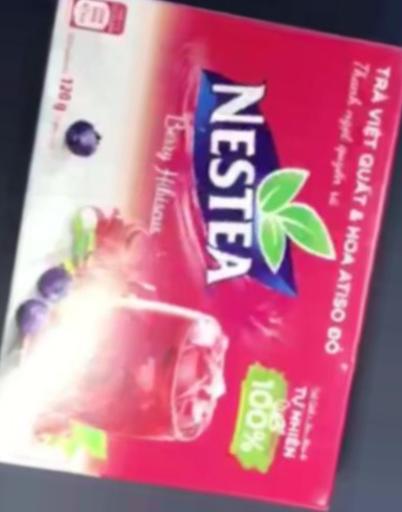 TRÀ VIỆT QUẤT & HOA ATISO ĐỎ
Thanh ngọt quyến rũ
NESTEA
Berry Hibiscus
TỰ NHIÊN
100%
120 g